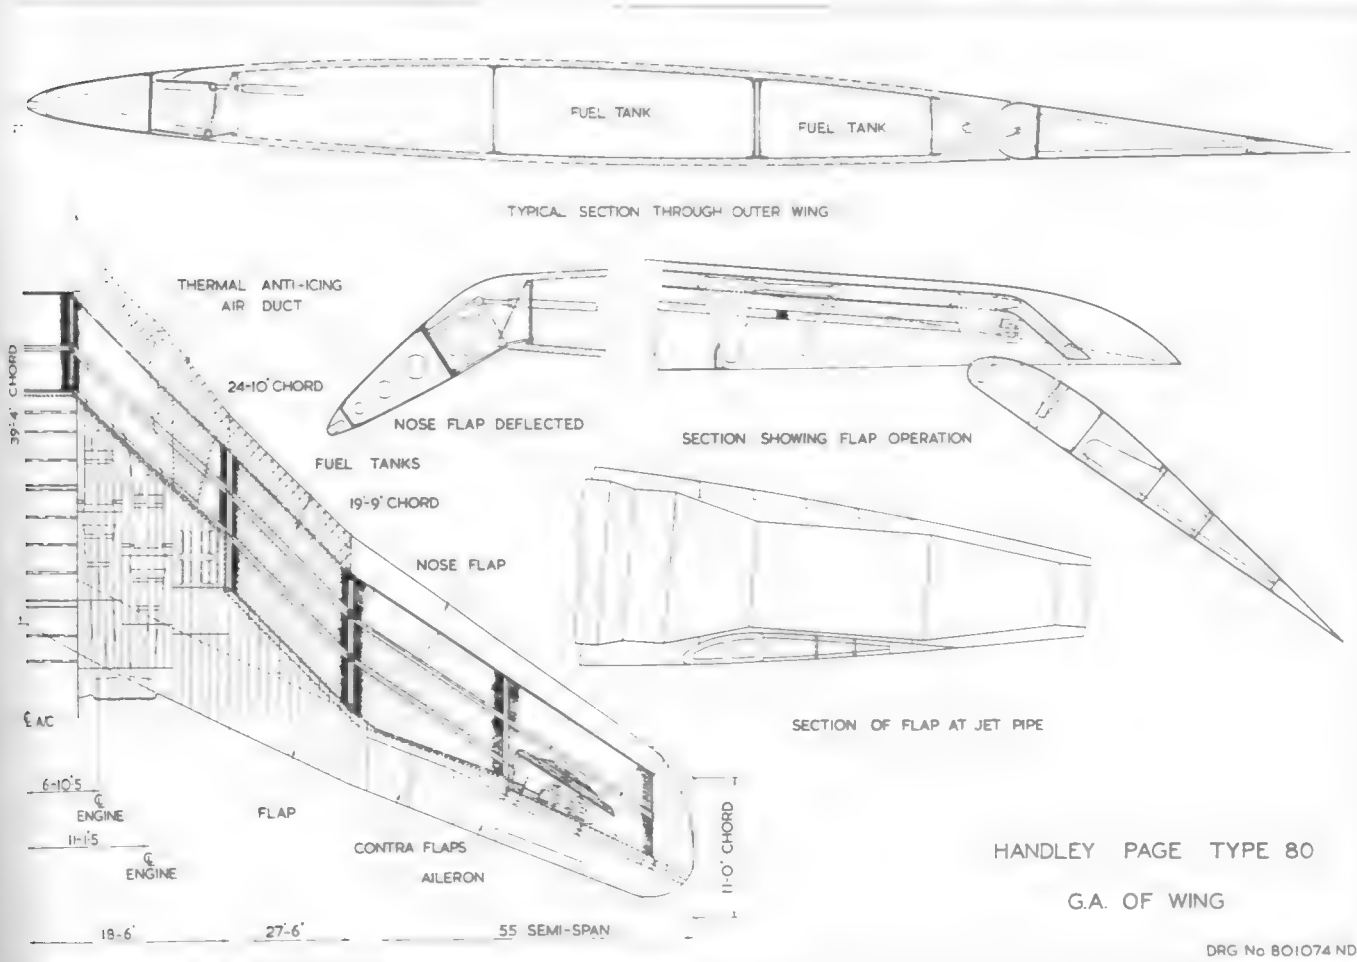 FUEL TANK
FUEL TANK
TYPICAL SECTION THROUGH OUTER WING
THERMAL ANTI-ICING
AIR DUCT
39'-4" CHORD
24-10" CHORD
NOSE FLAP DEFLECTED
SECTION SHOWING FLAP OPERATION
FUEL TANKS
19'-9" CHORD
NOSE FLAP
SECTION OF FLAP AT JET PIPE
℄ A/C
6-10·5
℄
ENGINE
11-1·5
℄
ENGINE
FLAP
CONTRA FLAPS
AILERON
11-0" CHORD
18-6"
27'-6"
55 SEMI-SPAN
HANDLEY PAGE TYPE 80
G.A. OF WING
DRG No 801074 ND